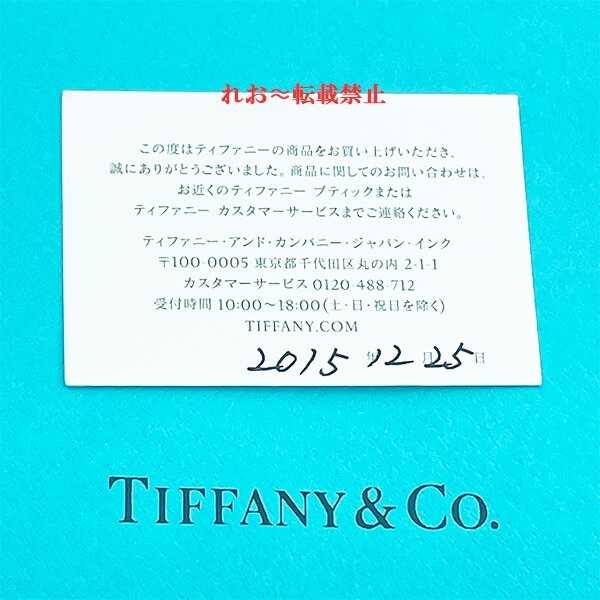 れお〜転載禁止
この度はティファニーの商品をお買い上げいただき、
誠にありがとうございました。商品に関してのお問い合わせは、
お近くのティファニー ブティックまたは
ティファニー カスタマーサービスまでご連絡ください。
ティファニー・アンド・カンパニー・ジャパン・インク
〒100-0005 東京都千代田区丸の内 2-1-1
カスタマーサービス 0120-488-712
受付時間 10:00〜18:00(土・日・祝日を除く)
TIFFANY.COM
2015 年 12 月 25 日
TIFFANY & CO.